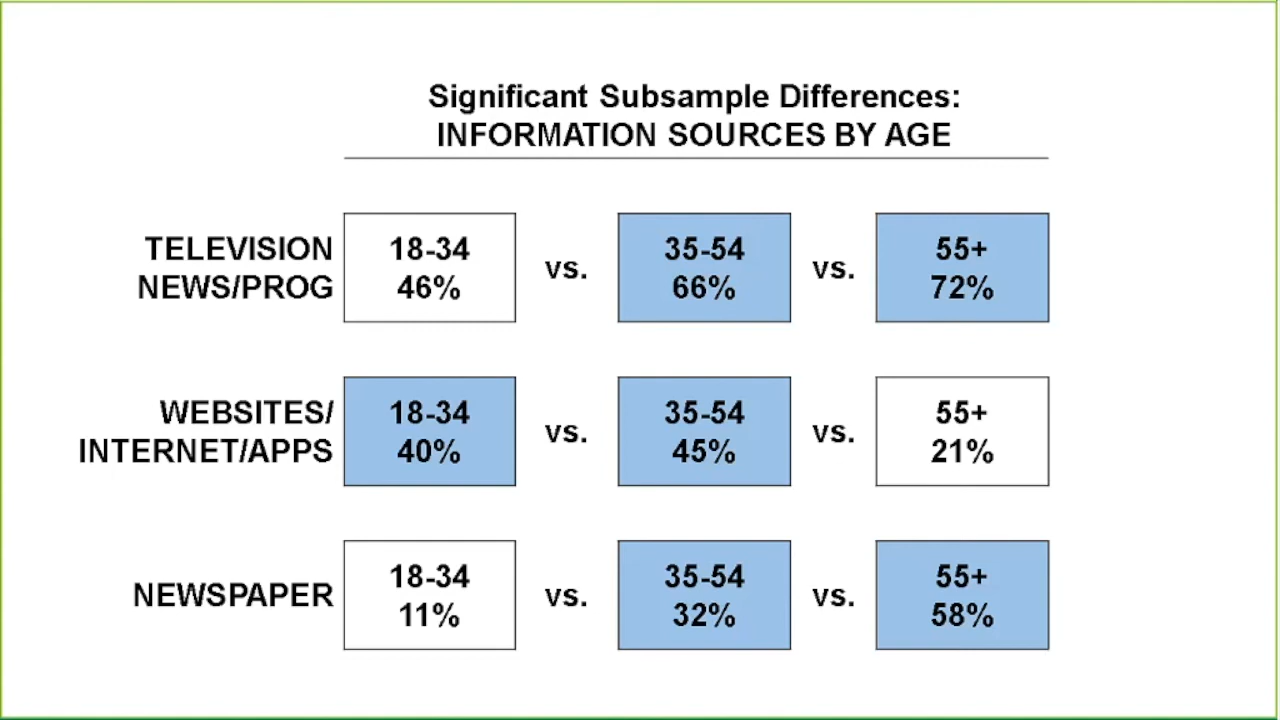 Significant Subsample Differences:
INFORMATION SOURCES BY AGE
TELEVISION
NEWS/PROG
18-34
46%
vs.
35-54
66%
vs.
55+
72%
WEBSITES/
INTERNET/APPS
18-34
40%
vs.
35-54
45%
vs.
55+
21%
NEWSPAPER
18-34
11%
vs.
35-54
32%
vs.
55+
58%